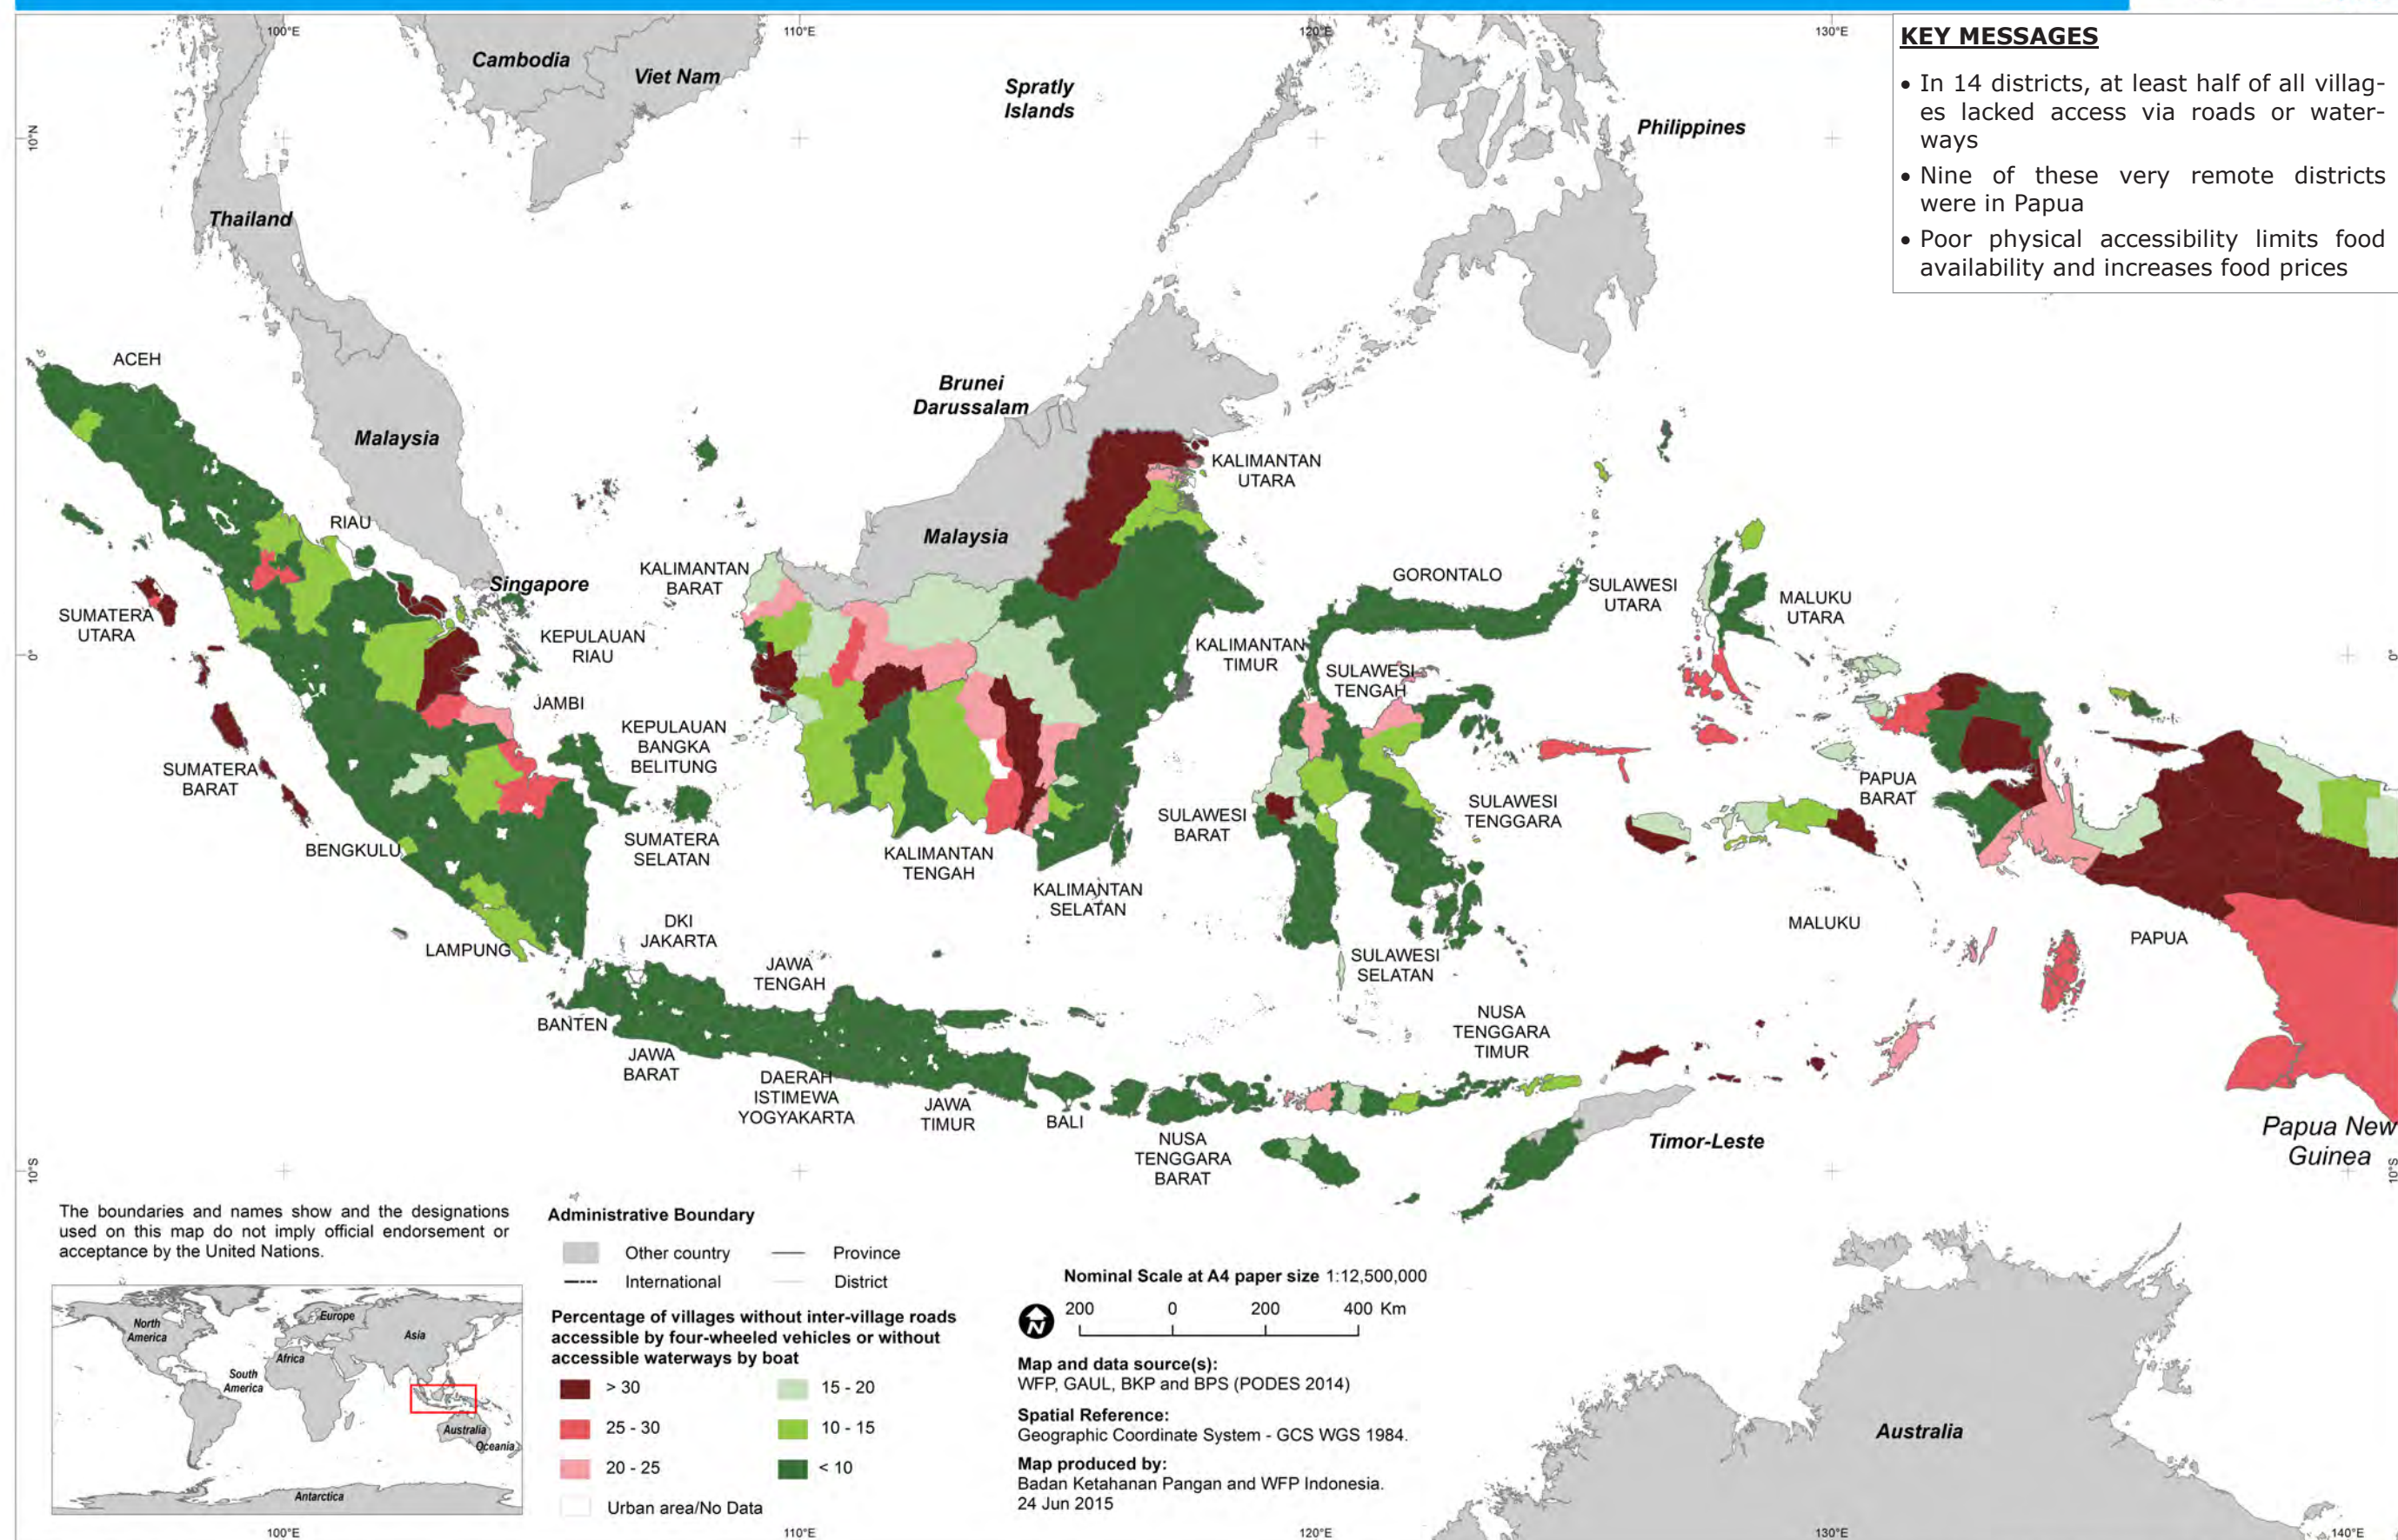 100°E
110°E
120°E
130°E
KEY MESSAGES
• In 14 districts, at least half of all villag-
es lacked access via roads or water-
ways
• Nine of these very remote districts
were in Papua
• Poor physical accessibility limits food
availability and increases food prices
Cambodia
Viet Nam
Spratly
Islands
Philippines
10°N
Thailand
ACEH
Malaysia
Brunei
Darussalam
KALIMANTAN
UTARA
RIAU
Malaysia
Singapore
KALIMANTAN
BARAT
GORONTALO
SULAWESI
UTARA
MALUKU
UTARA
SUMATERA
UTARA
KEPULAUAN
RIAU
KALIMANTAN
TIMUR
SULAWESI
TENGAH
0°
0°
JAMBI
KEPULAUAN
BANGKA
BELITUNG
SUMATERA
BARAT
PAPUA
BARAT
SULAWESI
BARAT
SULAWESI
TENGGARA
BENGKULU
SUMATERA
SELATAN
KALIMANTAN
TENGAH
KALIMANTAN
SELATAN
MALUKU
PAPUA
LAMPUNG
DKI
JAKARTA
JAWA
TENGAH
SULAWESI
SELATAN
BANTEN
NUSA
TENGGARA
TIMUR
JAWA
BARAT
DAERAH
ISTIMEWA
YOGYAKARTA
JAWA
TIMUR
BALI
NUSA
TENGGARA
BARAT
Timor-Leste
Papua New
Guinea
10°S
10°S
The boundaries and names show and the designations
used on this map do not imply official endorsement or
acceptance by the United Nations.
North
America
Europe
Asia
Africa
South
America
Australia
Oceania
Antarctica
Administrative Boundary
Other country
Province
International
District
Percentage of villages without inter-village roads
accessible by four-wheeled vehicles or without
accessible waterways by boat
> 30
15 - 20
25 - 30
10 - 15
20 - 25
< 10
Urban area/No Data
Nominal Scale at A4 paper size 1:12,500,000
N
200 0 200 400 Km
Map and data source(s):
WFP, GAUL, BKP and BPS (PODES 2014)
Spatial Reference:
Geographic Coordinate System - GCS WGS 1984.
Map produced by:
Badan Ketahanan Pangan and WFP Indonesia.
24 Jun 2015
Australia
100°E
110°E
120°E
130°E
140°E